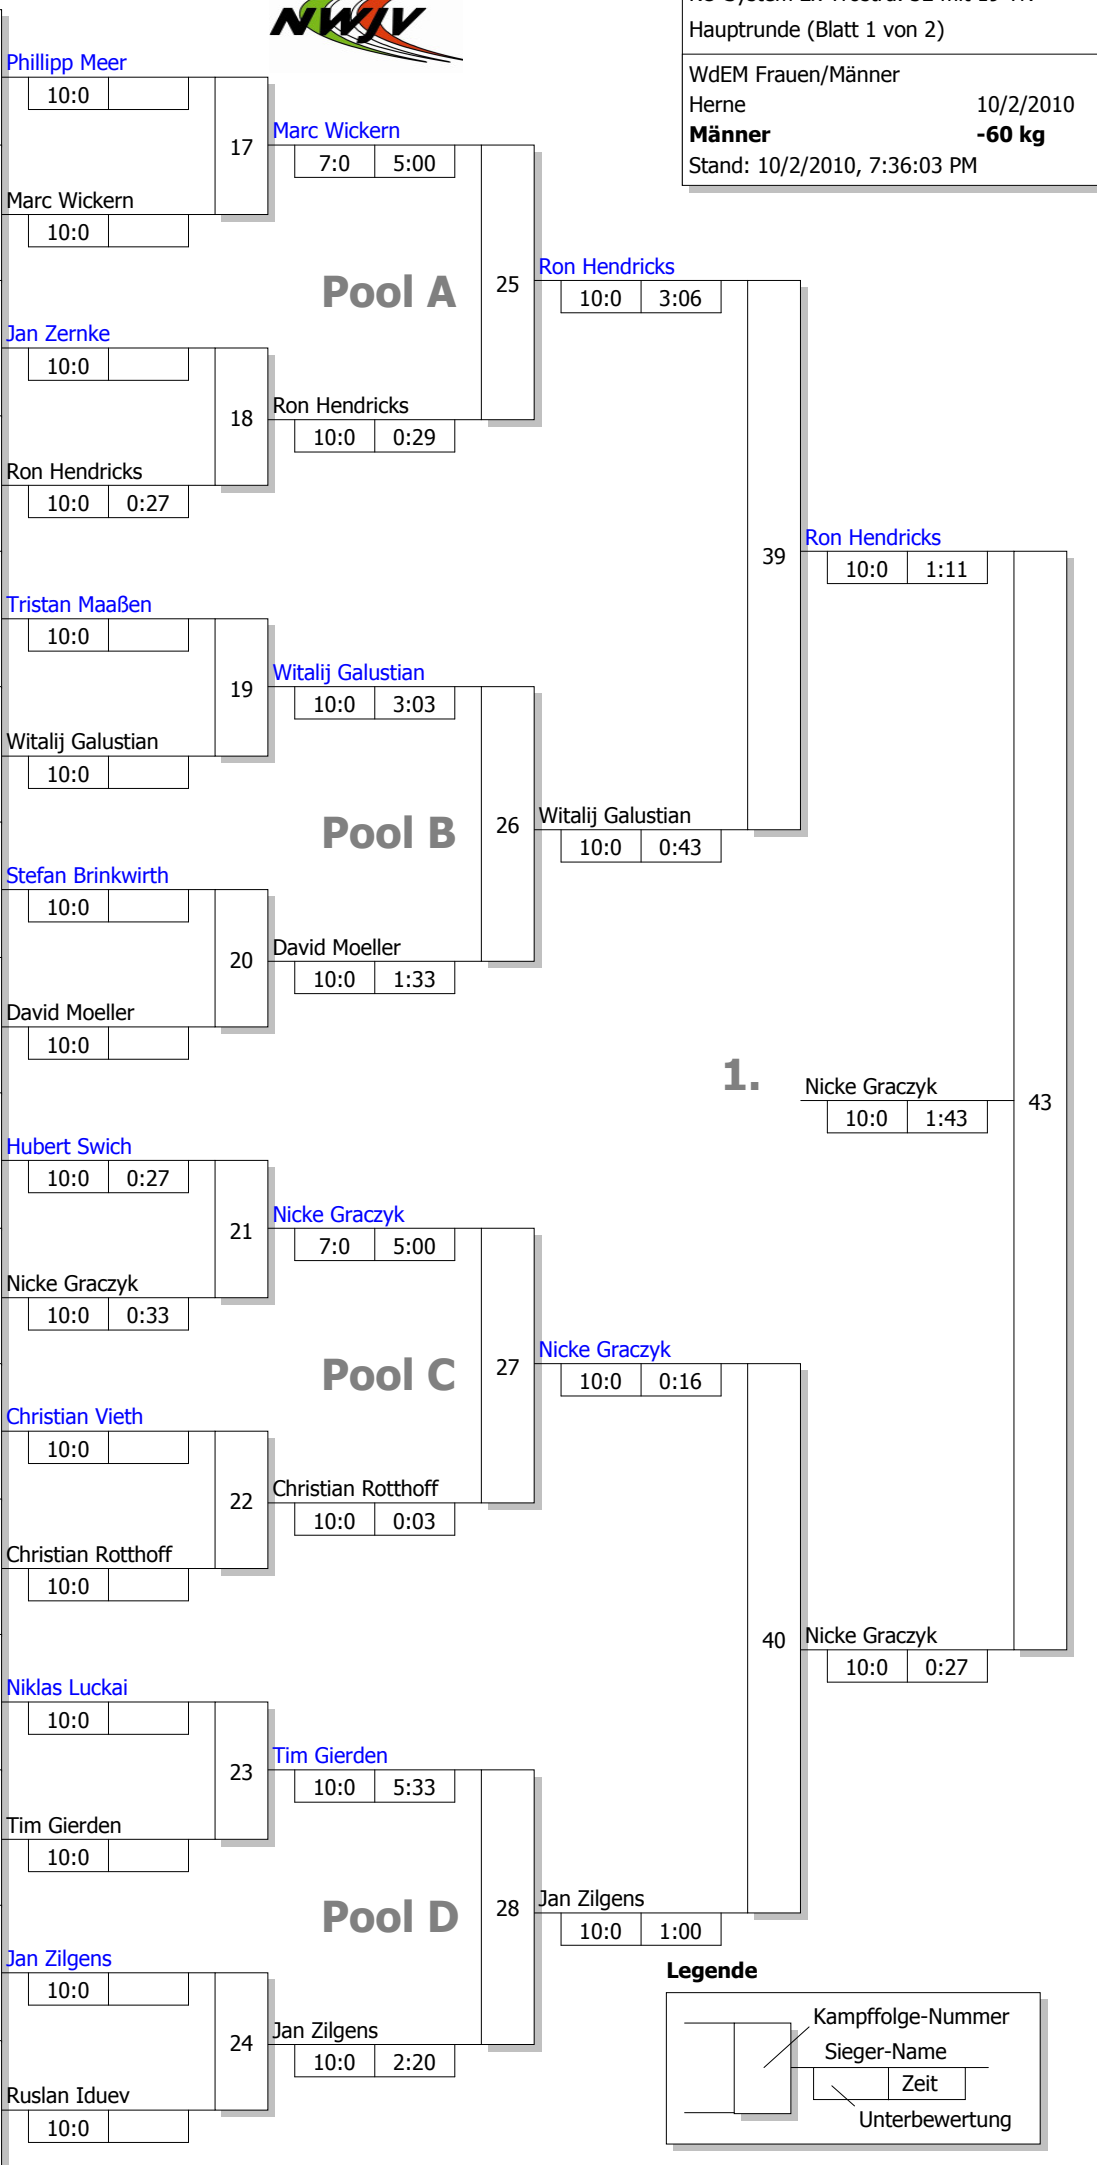 NWJV
Hauptrunde (Blatt 1 von 2)
WdEM Frauen/Männer
Herne 10/2/2010
Männer -60 kg
Stand: 10/2/2010, 7:36:03 PM
Phillipp Meer
10:0
17
Marc Wickern
7:0 5:00
Marc Wickern
10:0
Pool A
25
Ron Hendricks
10:0 3:06
Jan Zernke
10:0
18
Ron Hendricks
10:0 0:29
Ron Hendricks
10:0 0:27
39
Ron Hendricks
10:0 1:11
Tristan Maaßen
10:0
19
Witalij Galustian
10:0 3:03
Witalij Galustian
10:0
Pool B
26
Witalij Galustian
10:0 0:43
Stefan Brinkwirth
10:0
20
David Moeller
10:0 1:33
David Moeller
10:0
1.
Nicke Graczyk
10:0 1:43
43
Hubert Swich
10:0 0:27
21
Nicke Graczyk
7:0 5:00
Nicke Graczyk
10:0 0:33
Pool C
27
Nicke Graczyk
10:0 0:16
Christian Vieth
10:0
22
Christian Rotthoff
10:0 0:03
Christian Rotthoff
10:0
40
Nicke Graczyk
10:0 0:27
Niklas Luckai
10:0
23
Tim Gierden
10:0 5:33
Tim Gierden
10:0
Pool D
28
Jan Zilgens
10:0 1:00
Jan Zilgens
10:0
24
Jan Zilgens
10:0 2:20
Ruslan Iduev
10:0
Legende
Kampffolge-Nummer
Sieger-Name
Zeit
Unterbewertung